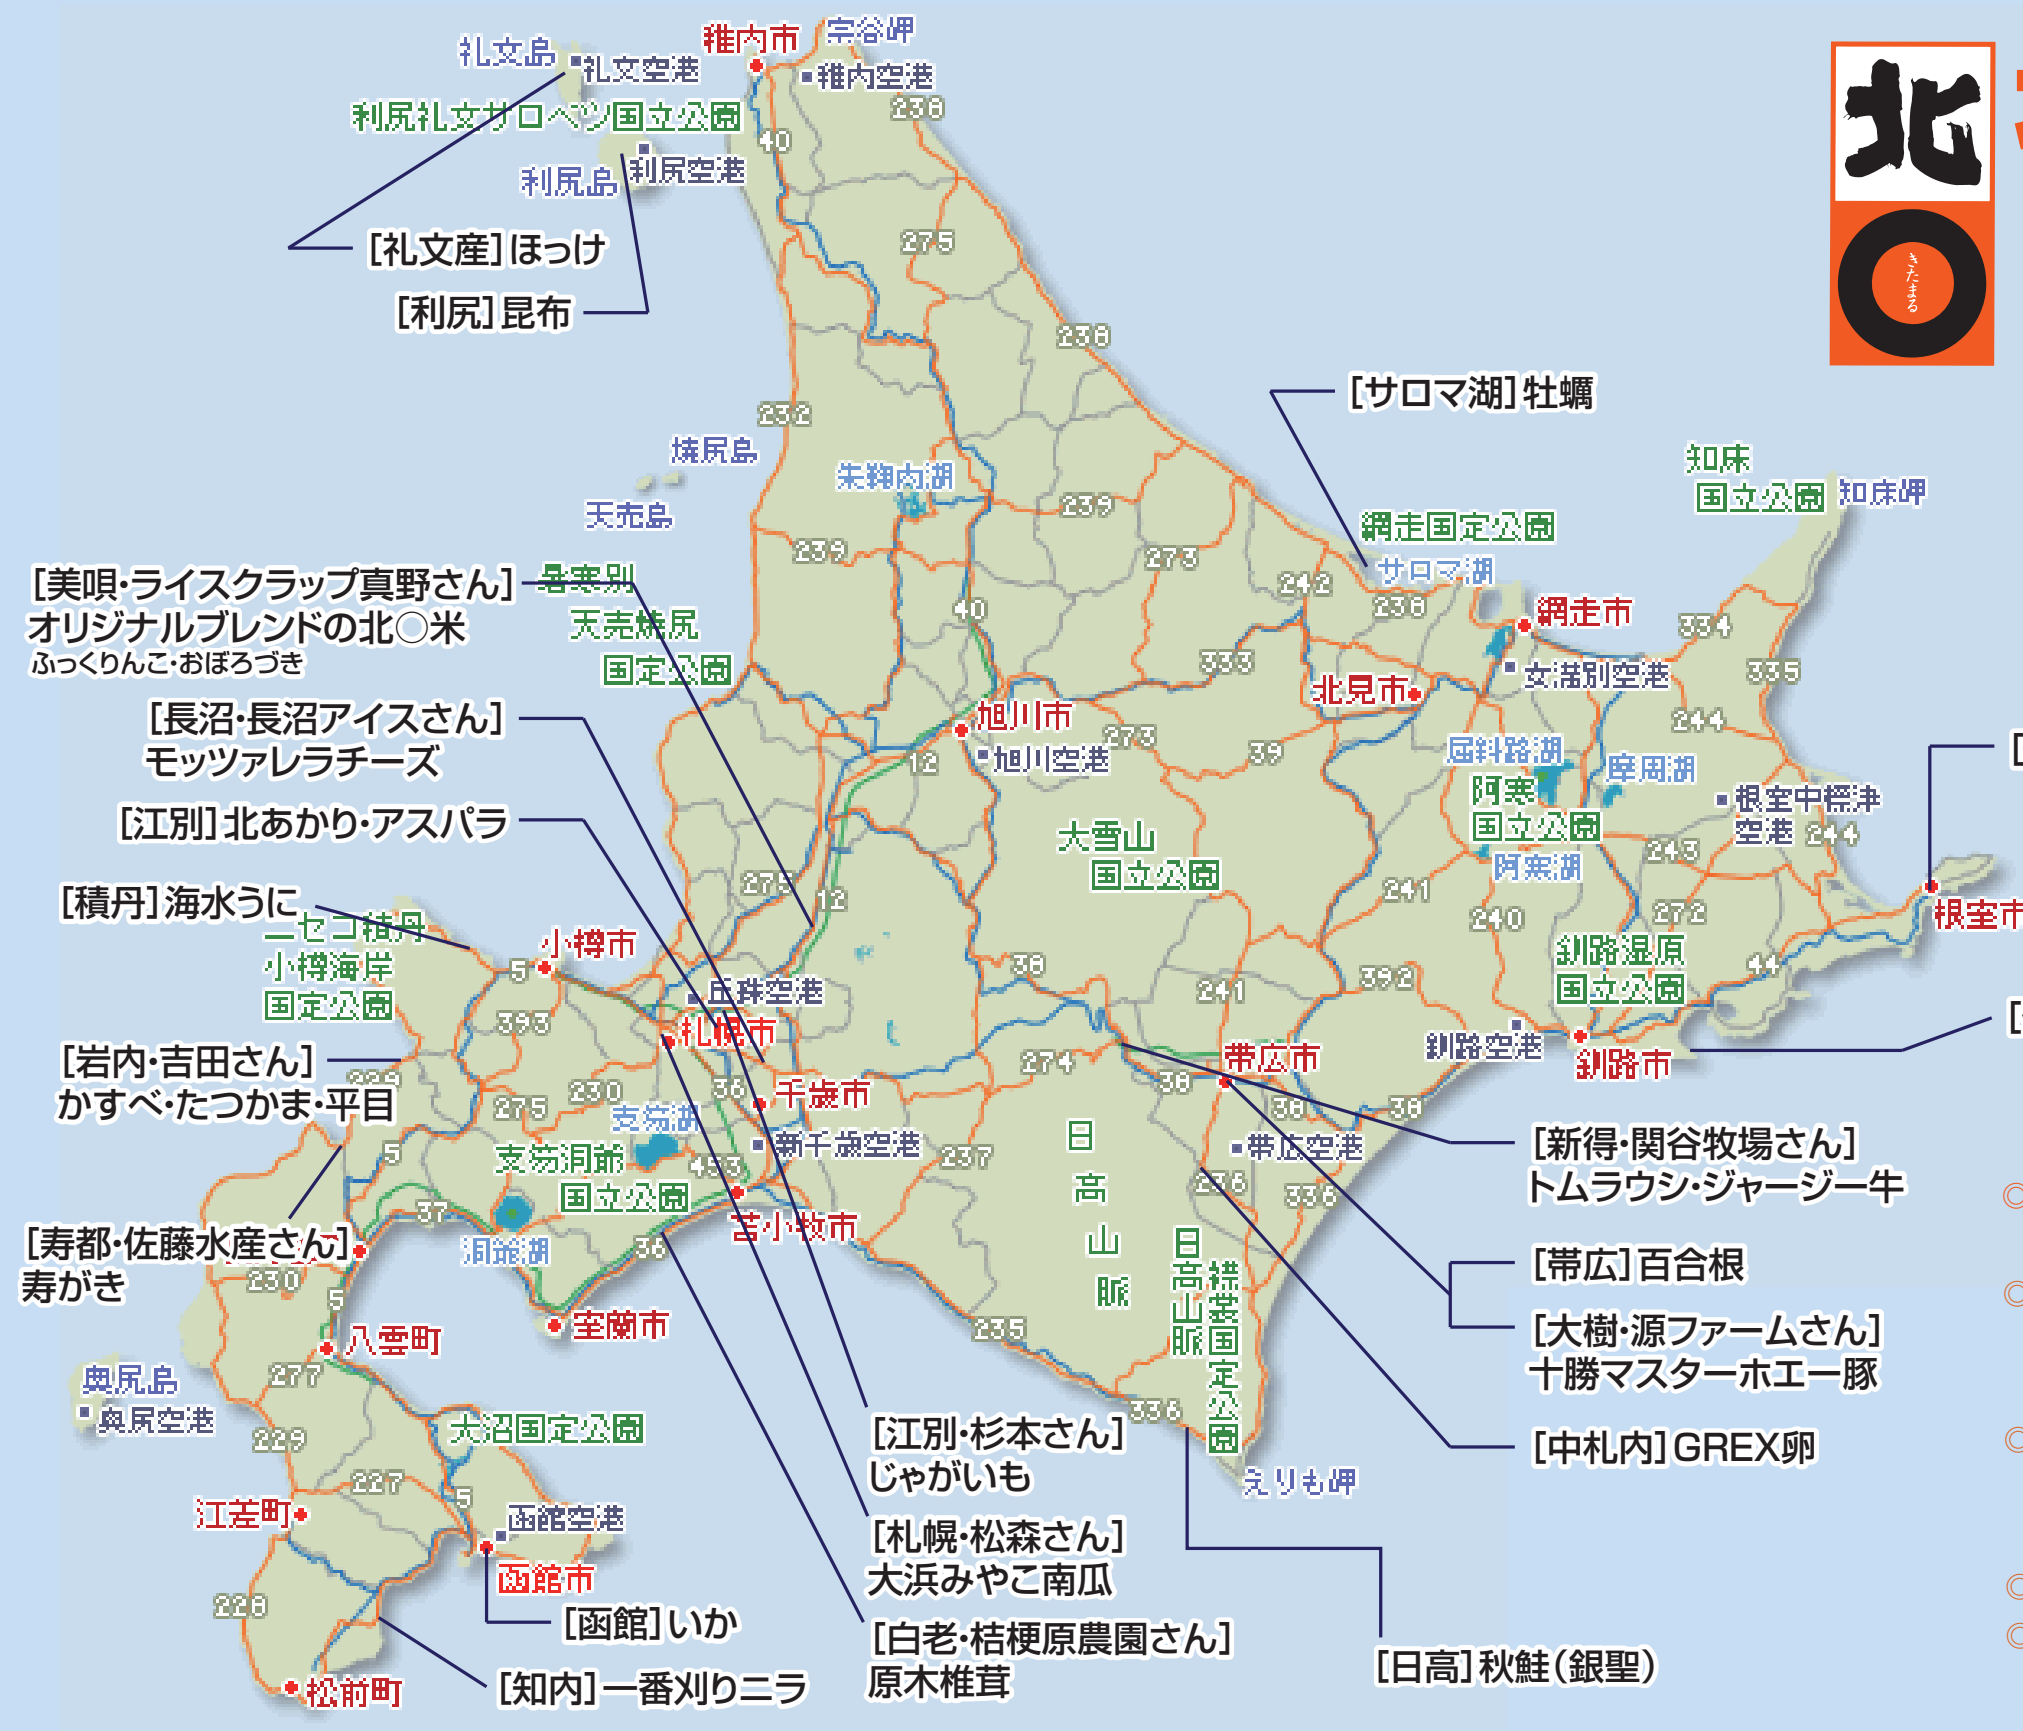 礼文島
礼文空港
稚内市
宗谷岬
稚内空港
238
利尻礼文サロベツ国立公園
40
利尻空港
利尻島
北
きたまる
275
[礼文産]ほっけ
[利尻]昆布
238
[サロマ湖]牡蠣
232
焼尻島
朱鞠内湖
天売島
239
239
273
網走国定公園
サロマ湖
242
238
知床
国立公園
知床岬
網走市
334
335
女満別空港
333
北見市
244
[美唄・ライスクラップ真野さん]
オリジナルブレンドの北○米
ふっくりんこ・おぼろづき
暑寒別
天売焼尻
国定公園
40
旭川市
旭川空港
273
39
12
[長沼・長沼アイスさん]
モッツァレラチーズ
屈斜路湖
摩周湖
阿寒
国立公園
阿寒湖
根室中標津
空港
244
243
[江別]北あかり・アスパラ
大雪山
国立公園
275
12
241
240
272
根室市
[積丹]海水うに
ニセコ積丹
小樽海岸
国定公園
小樽市
5
393
丘珠空港
札幌市
38
241
392
釧路湿原
国立公園
44
釧路空港
釧路市
[岩内・吉田さん]
かすべ・たつかま・平目
229
275
230
支笏湖
36
千歳市
新千歳空港
274
38
帯広市
38
38
帯広空港
[新得・関谷牧場さん]
トムラウシ・ジャージー牛
5
支笏洞爺
国立公園
453
237
日高山脈
236
336
37
洞爺湖
苫小牧市
36
[寿都・佐藤水産さん]
寿がき
230
5
室蘭市
235
日高山脈
襟裳国定公園
[帯広]百合根
[大樹・源ファームさん]
十勝マスターホエー豚
八雲町
277
奥尻島
奥尻空港
229
大沼国定公園
336
えりも岬
[中札内]GREX卵
[江別・杉本さん]
じゃがいも
227
5
江差町
函館空港
函館市
[札幌・松森さん]
大浜みやこ南瓜
228
[函館]いか
[白老・桔梗原農園さん]
原木椎茸
[知内]一番刈りニラ
松前町
[日高]秋鮭(銀聖)